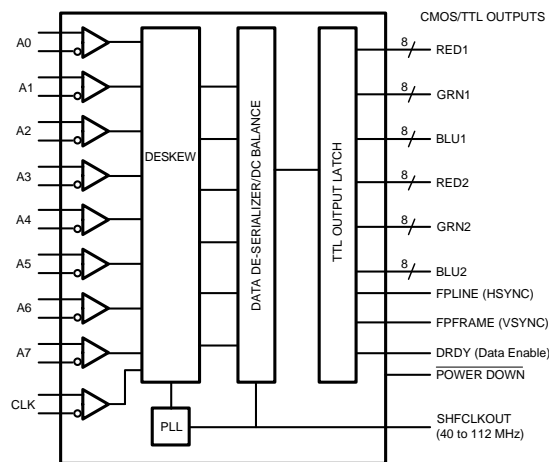 CMOS/TTL OUTPUTS
A0
A1
A2
A3
A4
A5
A6
A7
CLK
DESKEW
PLL
DATA DE-SERIALIZER/DC BALANCE
TTL OUTPUT LATCH
8
RED1
8
GRN1
8
BLU1
8
RED2
8
GRN2
8
BLU2
FPLINE (HSYNC)
FPFRAME (VSYNC)
DRDY (Data Enable)
POWER DOWN
SHFCLKOUT
(40 to 112 MHz)